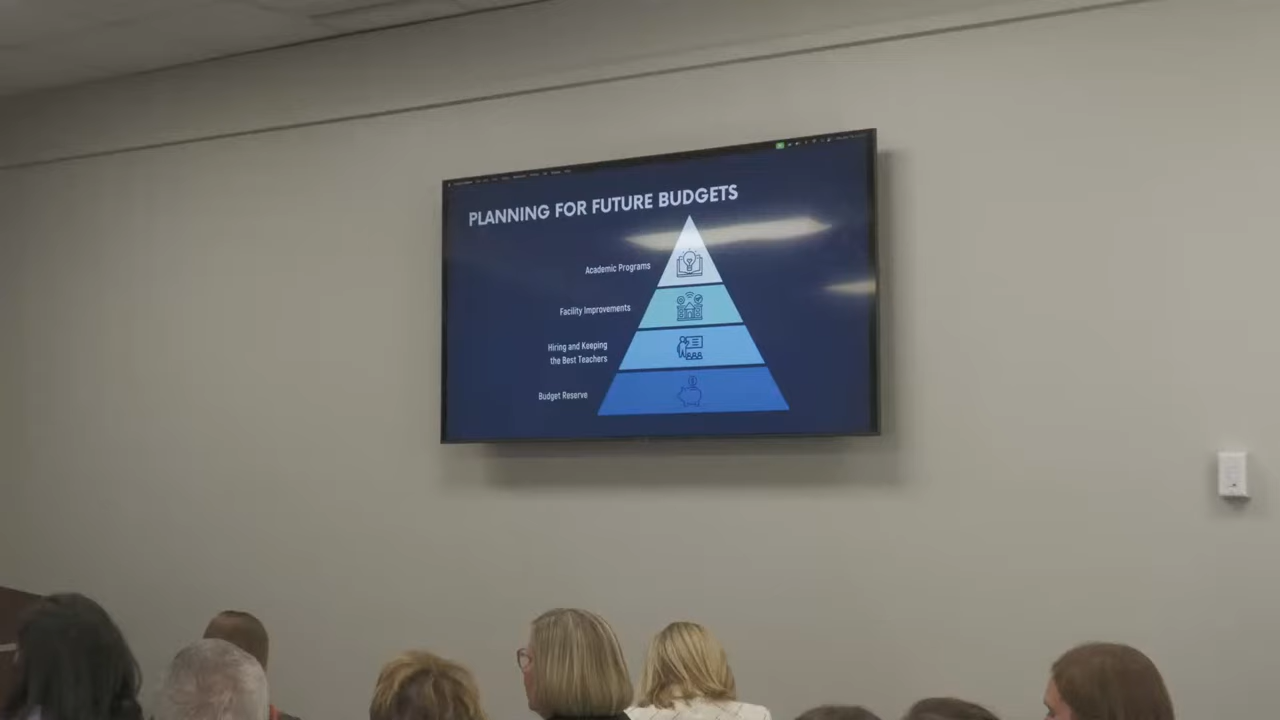 PLANNING FOR FUTURE BUDGETS
Academic Programs
Facility Improvements
Hiring and Keeping
the Best Teachers
Budget Reserve